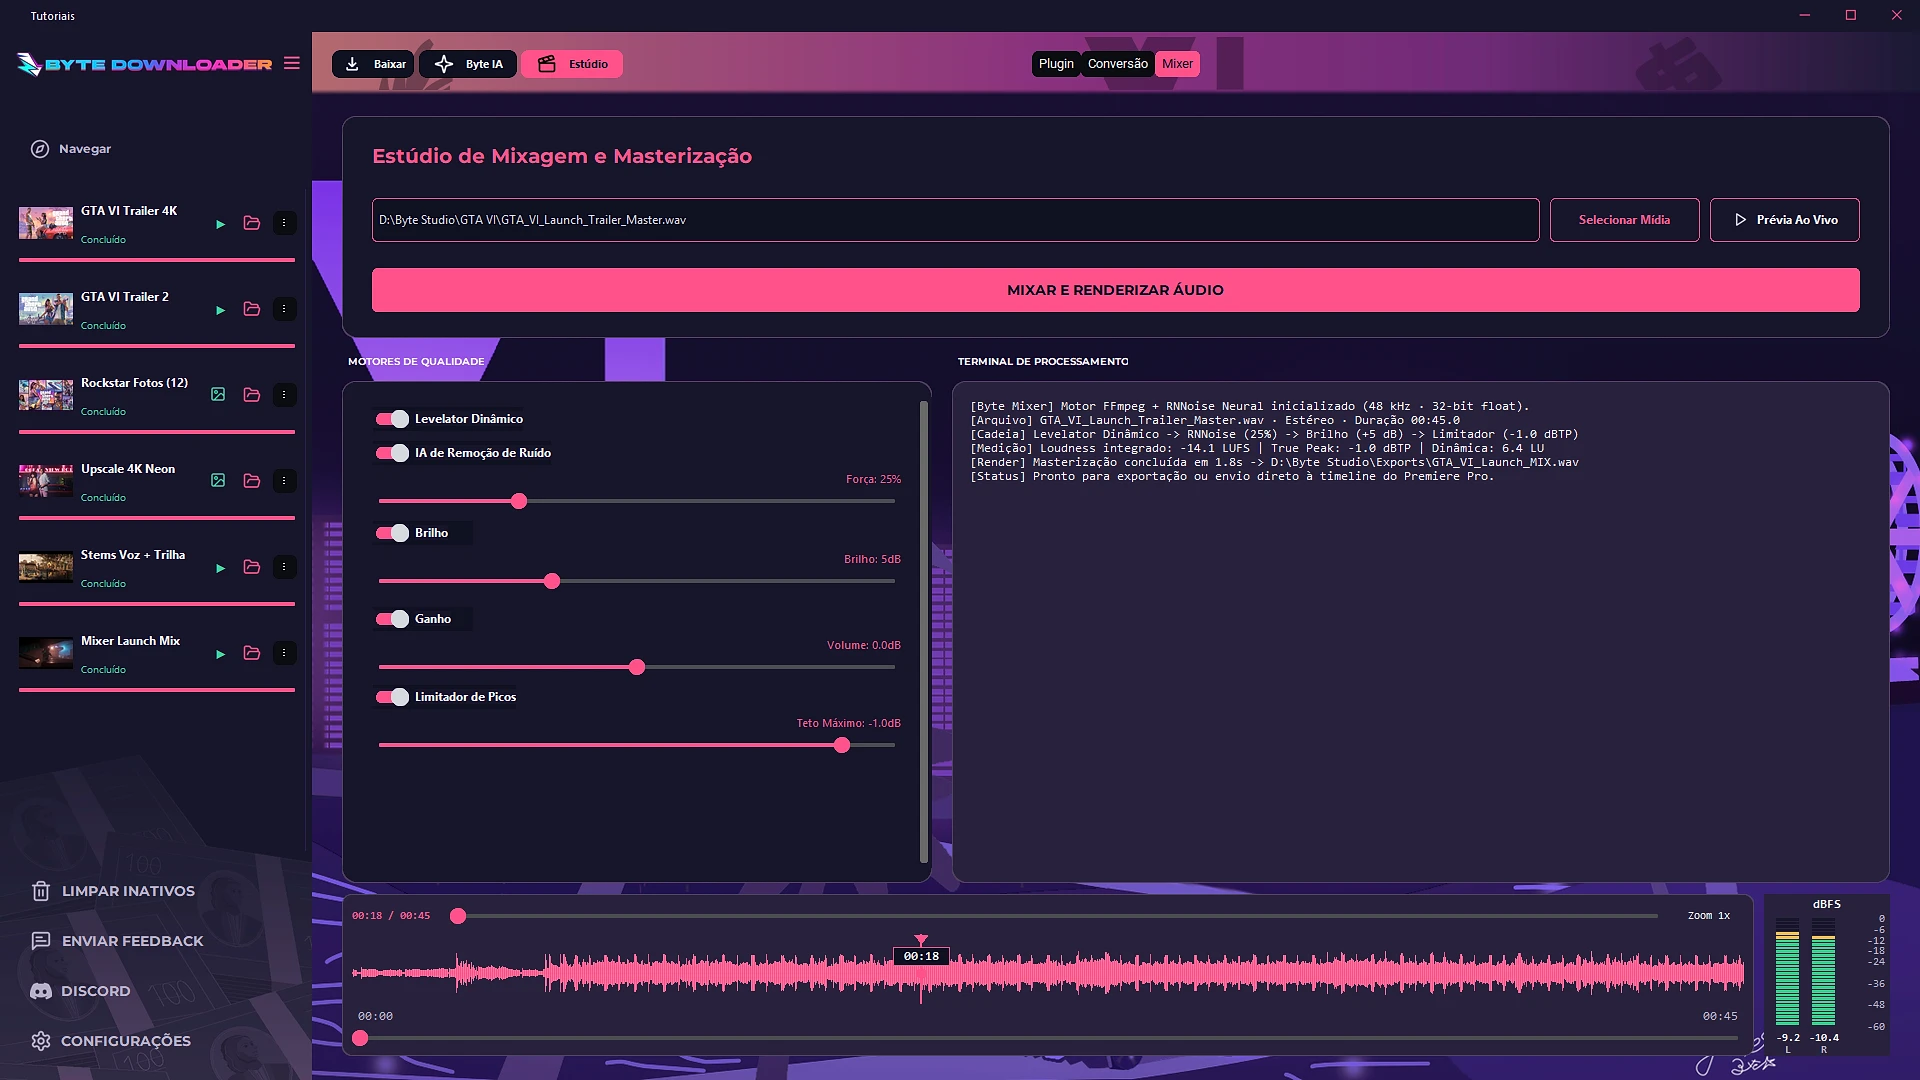 Tutoriais
BYTE DOWNLOADER
Baixar
Byte IA
Estúdio
Plugin
Conversão
Mixer
Navegar
GTA VI Trailer 4K
Concluído
GTA VI Trailer 2
Concluído
Rockstar Fotos (12)
Concluído
Upscale 4K Neon
Concluído
Stems Voz + Trilha
Concluído
Mixer Launch Mix
Concluído
LIMPAR INATIVOS
ENVIAR FEEDBACK
DISCORD
CONFIGURAÇÕES
Estúdio de Mixagem e Masterização
D:\Byte Studio\GTA VI\GTA_VI_Launch_Trailer_Master.wav
Selecionar Mídia
Prévia Ao Vivo
MIXAR E RENDERIZAR ÁUDIO
MOTORES DE QUALIDADE
Levelator Dinâmico
IA de Remoção de Ruído
Força: 25%
Brilho
Brilho: 5dB
Ganho
Volume: 0.0dB
Limitador de Picos
Teto Máximo: -1.0dB
TERMINAL DE PROCESSAMENTO
[Byte Mixer] Motor FFmpeg + RNNoise Neural inicializado (48 kHz · 32-bit float).
[Arquivo] GTA_VI_Launch_Trailer_Master.wav · Estéreo · Duração 00:45.0
[Cadeia] Levelator Dinâmico -> RNNoise (25%) -> Brilho (+5 dB) -> Limitador (-1.0 dBTP)
[Medição] Loudness integrado: -14.1 LUFS | True Peak: -1.0 dBTP | Dinâmica: 6.4 LU
[Render] Masterização concluída em 1.8s -> D:\Byte Studio\Exports\GTA_VI_Launch_MIX.wav
[Status] Pronto para exportação ou envio direto à timeline do Premiere Pro.
00:18 / 00:45
Zoom 1x
00:18
00:00
00:45
dBFS
0
-6
-12
-18
-24
-36
-48
-60
-9.2 -10.4
L R